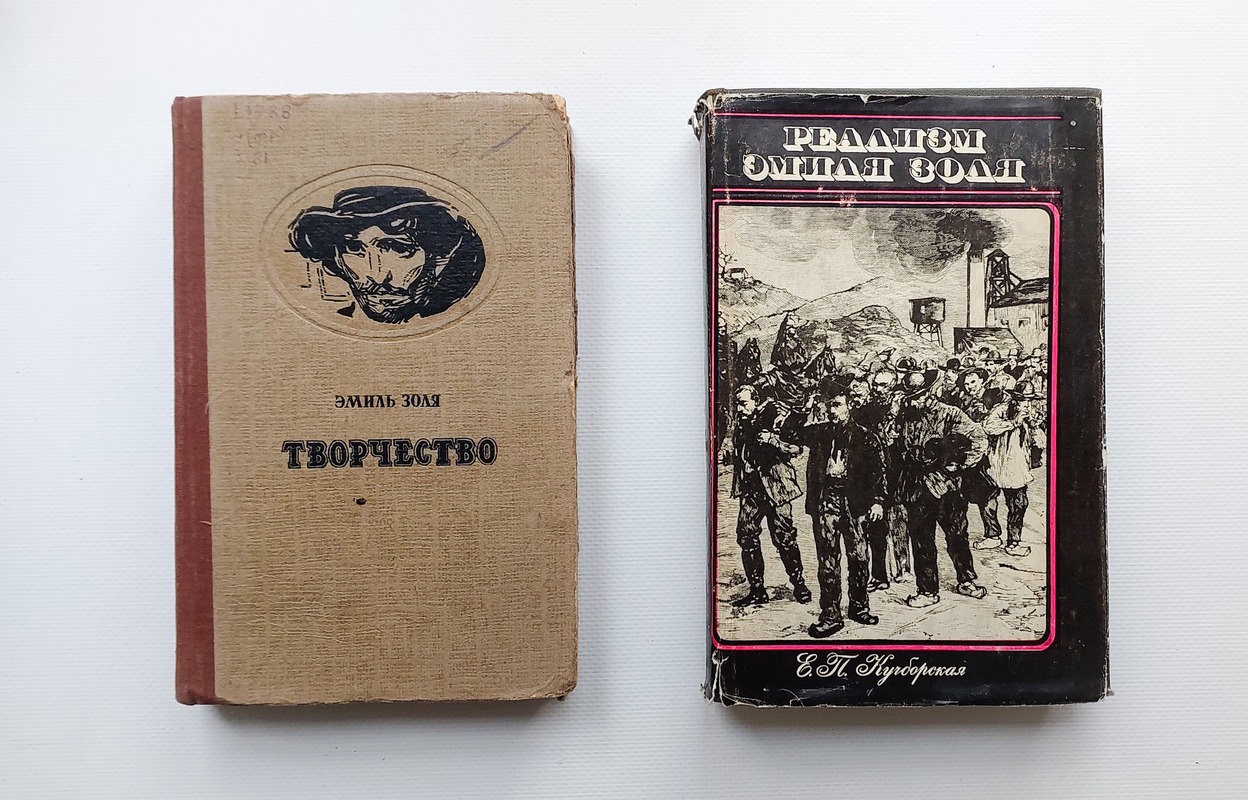 ЭМИЛЬ ЗОЛЯ
ТВОРЧЕСТВО
РЕАЛИЗМ
ЭМИЛЯ ЗОЛЯ
Е. П. Кучборская